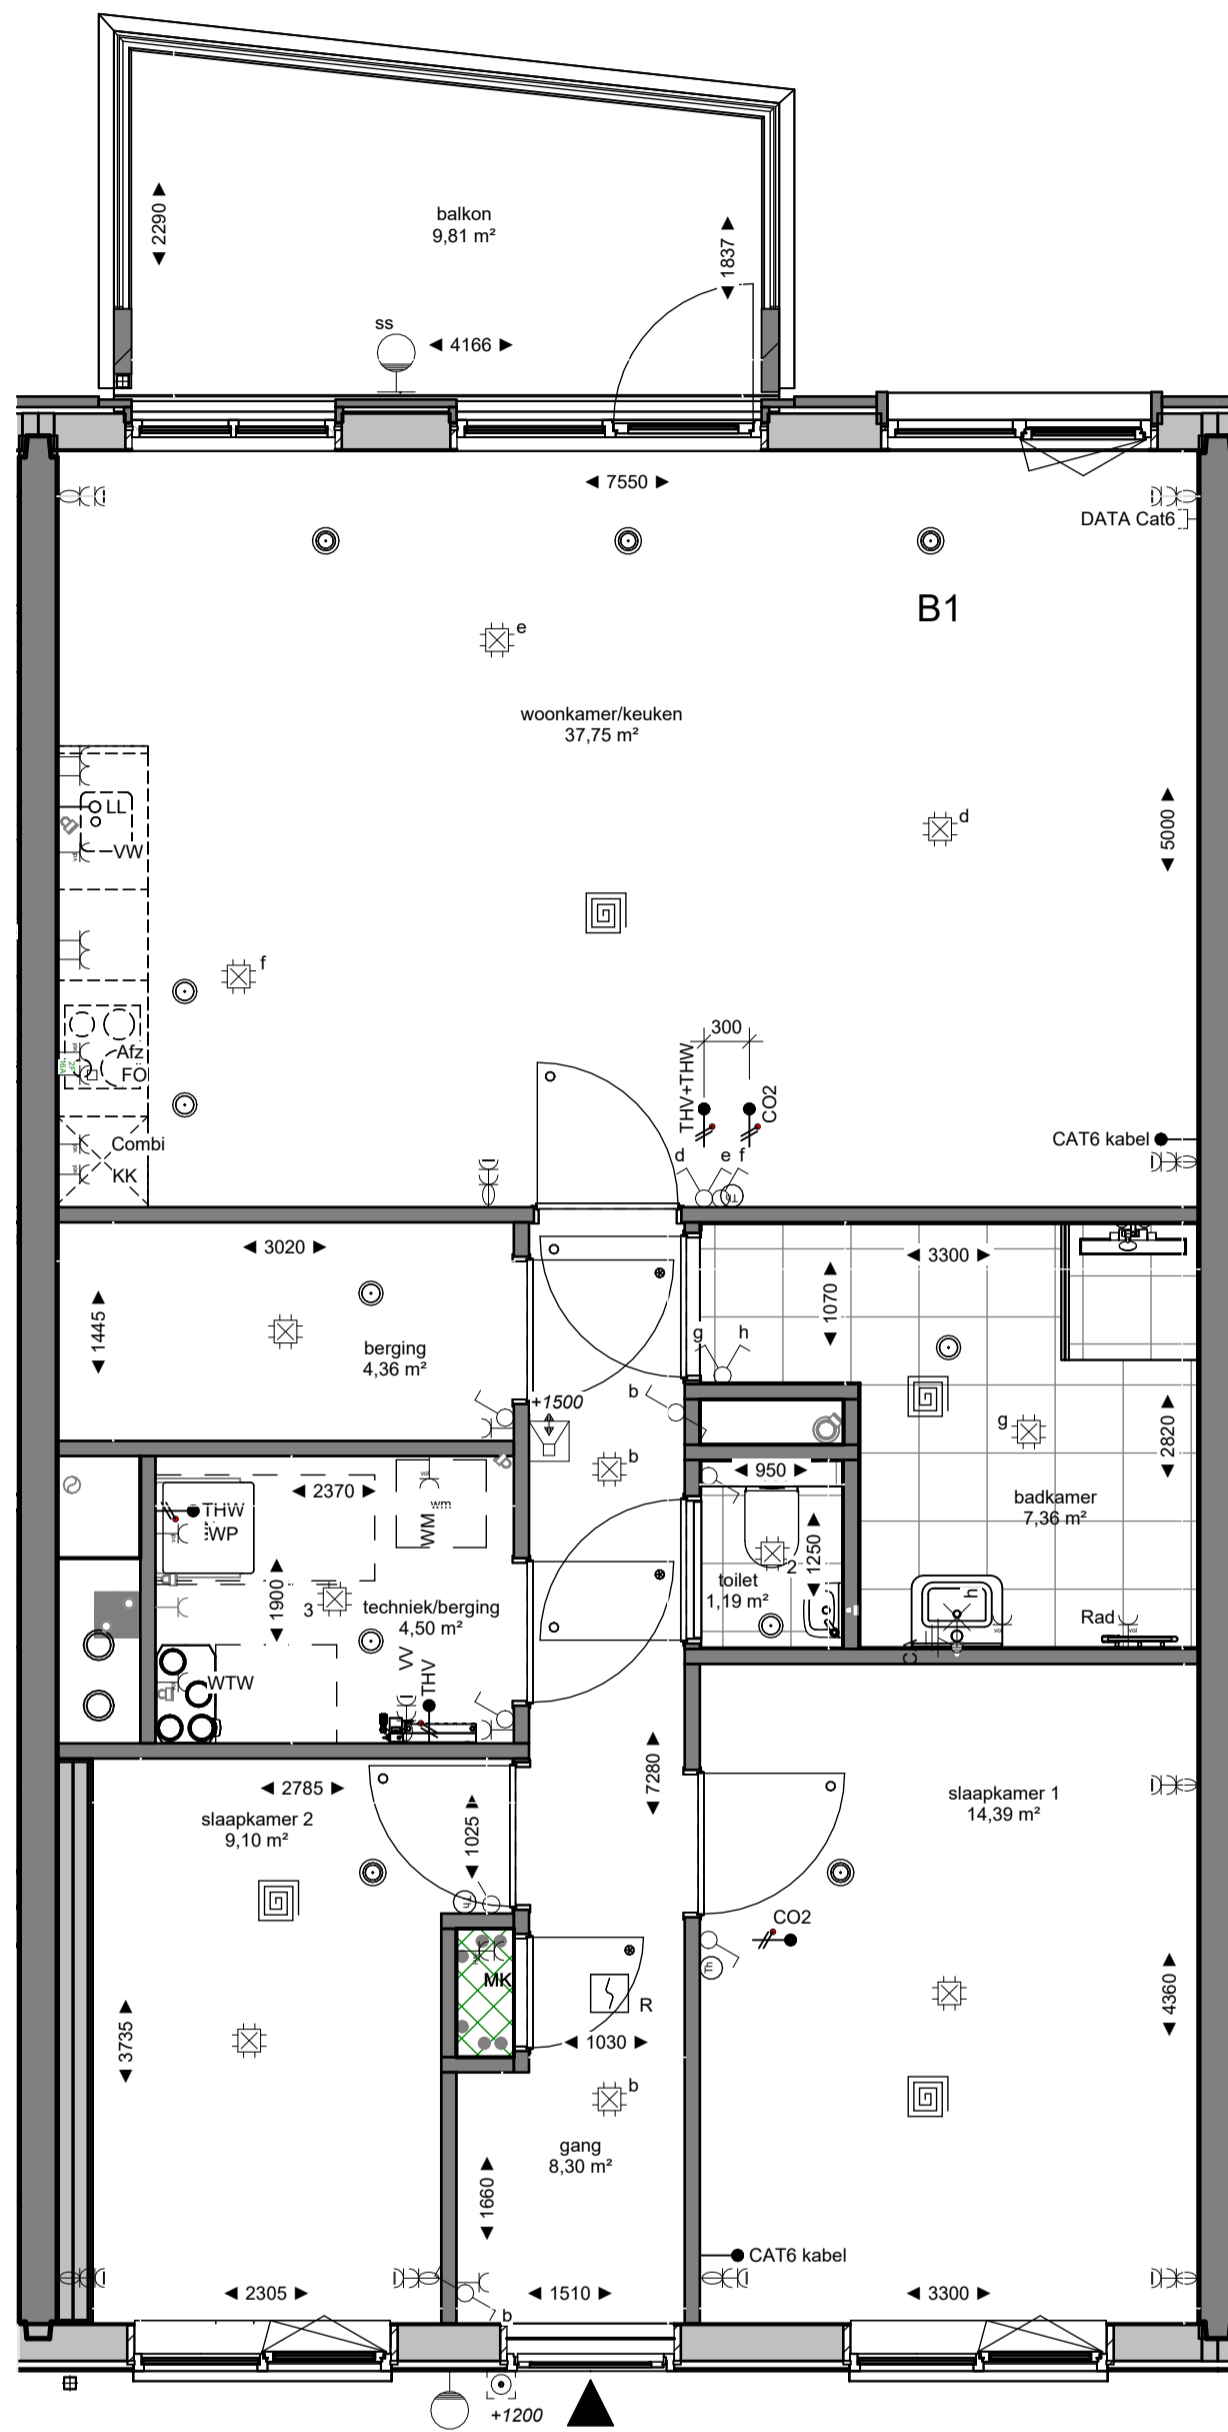 balkon
9,81 m²
2290
1837
ss
4166
7550
DATA Cat6
B1
e
woonkamer/keuken
37,75 m²
LL
VW
d
5000
f
300
Afz
FO
THV+THW
CO2
Combi
KK
CAT6 kabel
d e f
3020
3300
1445
1070
berging
4,36 m²
g h
b
+1500
2820
g
b
950
2370
badkamer
7,36 m²
THW
WP
wm
WM
1250
2
toilet
1,19 m²
1900
3
techniek/berging
4,50 m²
h
Rad
WTW
VV
THV
7280
2785
slaapkamer 2
9,10 m²
1025
slaapkamer 1
14,39 m²
CO2
Th
MK
R
1030
3735
4360
b
gang
8,30 m²
1660
CAT6 kabel
2305
1510
3300
b
+1200